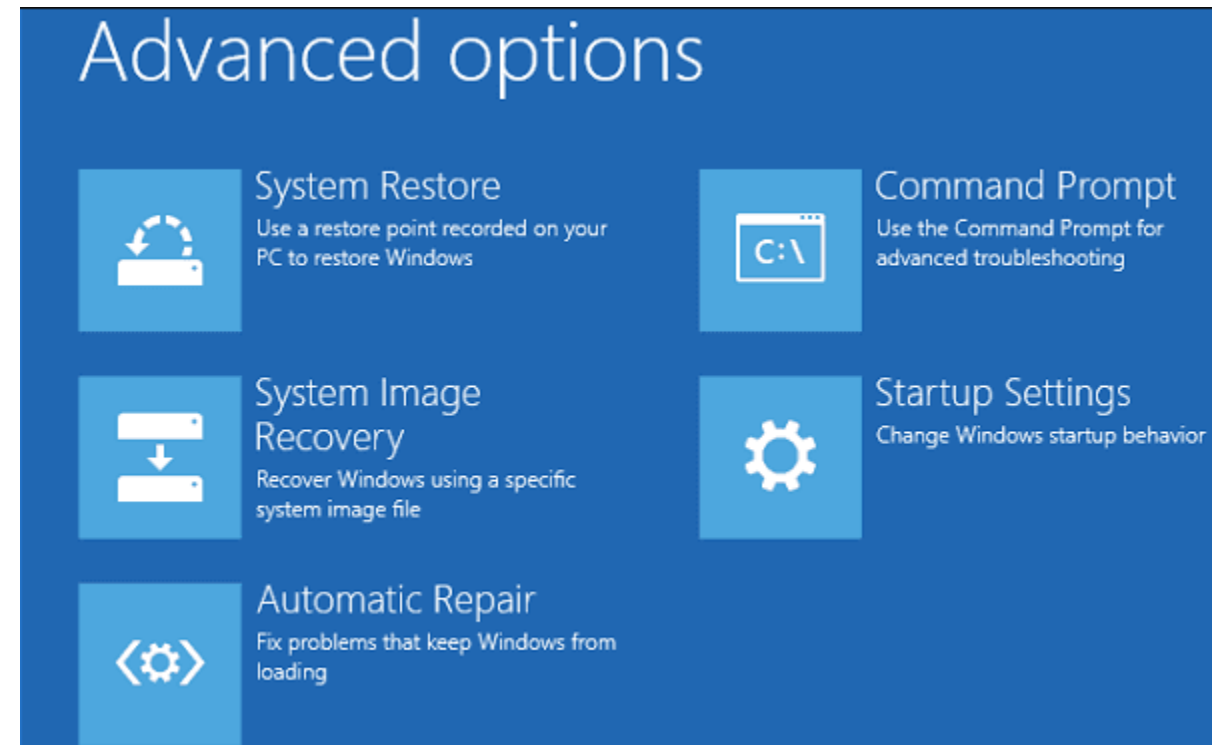 Advanced options
System Restore
Use a restore point recorded on your
PC to restore Windows
System Image
Recovery
Recover Windows using a specific
system image file
Automatic Repair
Fix problems that keep Windows from
loading
C:\
Command Prompt
Use the Command Prompt for
advanced troubleshooting
Startup Settings
Change Windows startup behavior